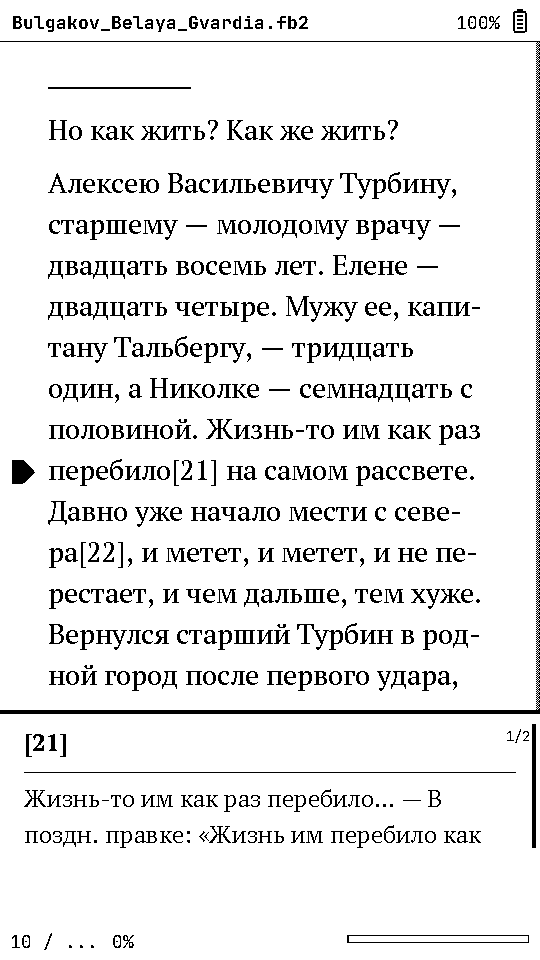 Bulgakov_Belaya_Gvardia.fb2 100%
Но как жить? Как же жить?
Алексею Васильевичу Турбину,
старшему — молодому врачу —
двадцать восемь лет. Елене —
двадцать четыре. Мужу ее, капи-
тану Тальбергу, — тридцать
один, а Николке — семнадцать с
половиной. Жизнь-то им как раз
перебило[21] на самом рассвете.
Давно уже начало мести с севе-
ра[22], и метет, и метет, и не пе-
рестает, и чем дальше, тем хуже.
Вернулся старший Турбин в род-
ной город после первого удара,
[21] 1/2
Жизнь-то им как раз перебило... — В
поздн. правке: «Жизнь им перебило как
10 / ... 0%